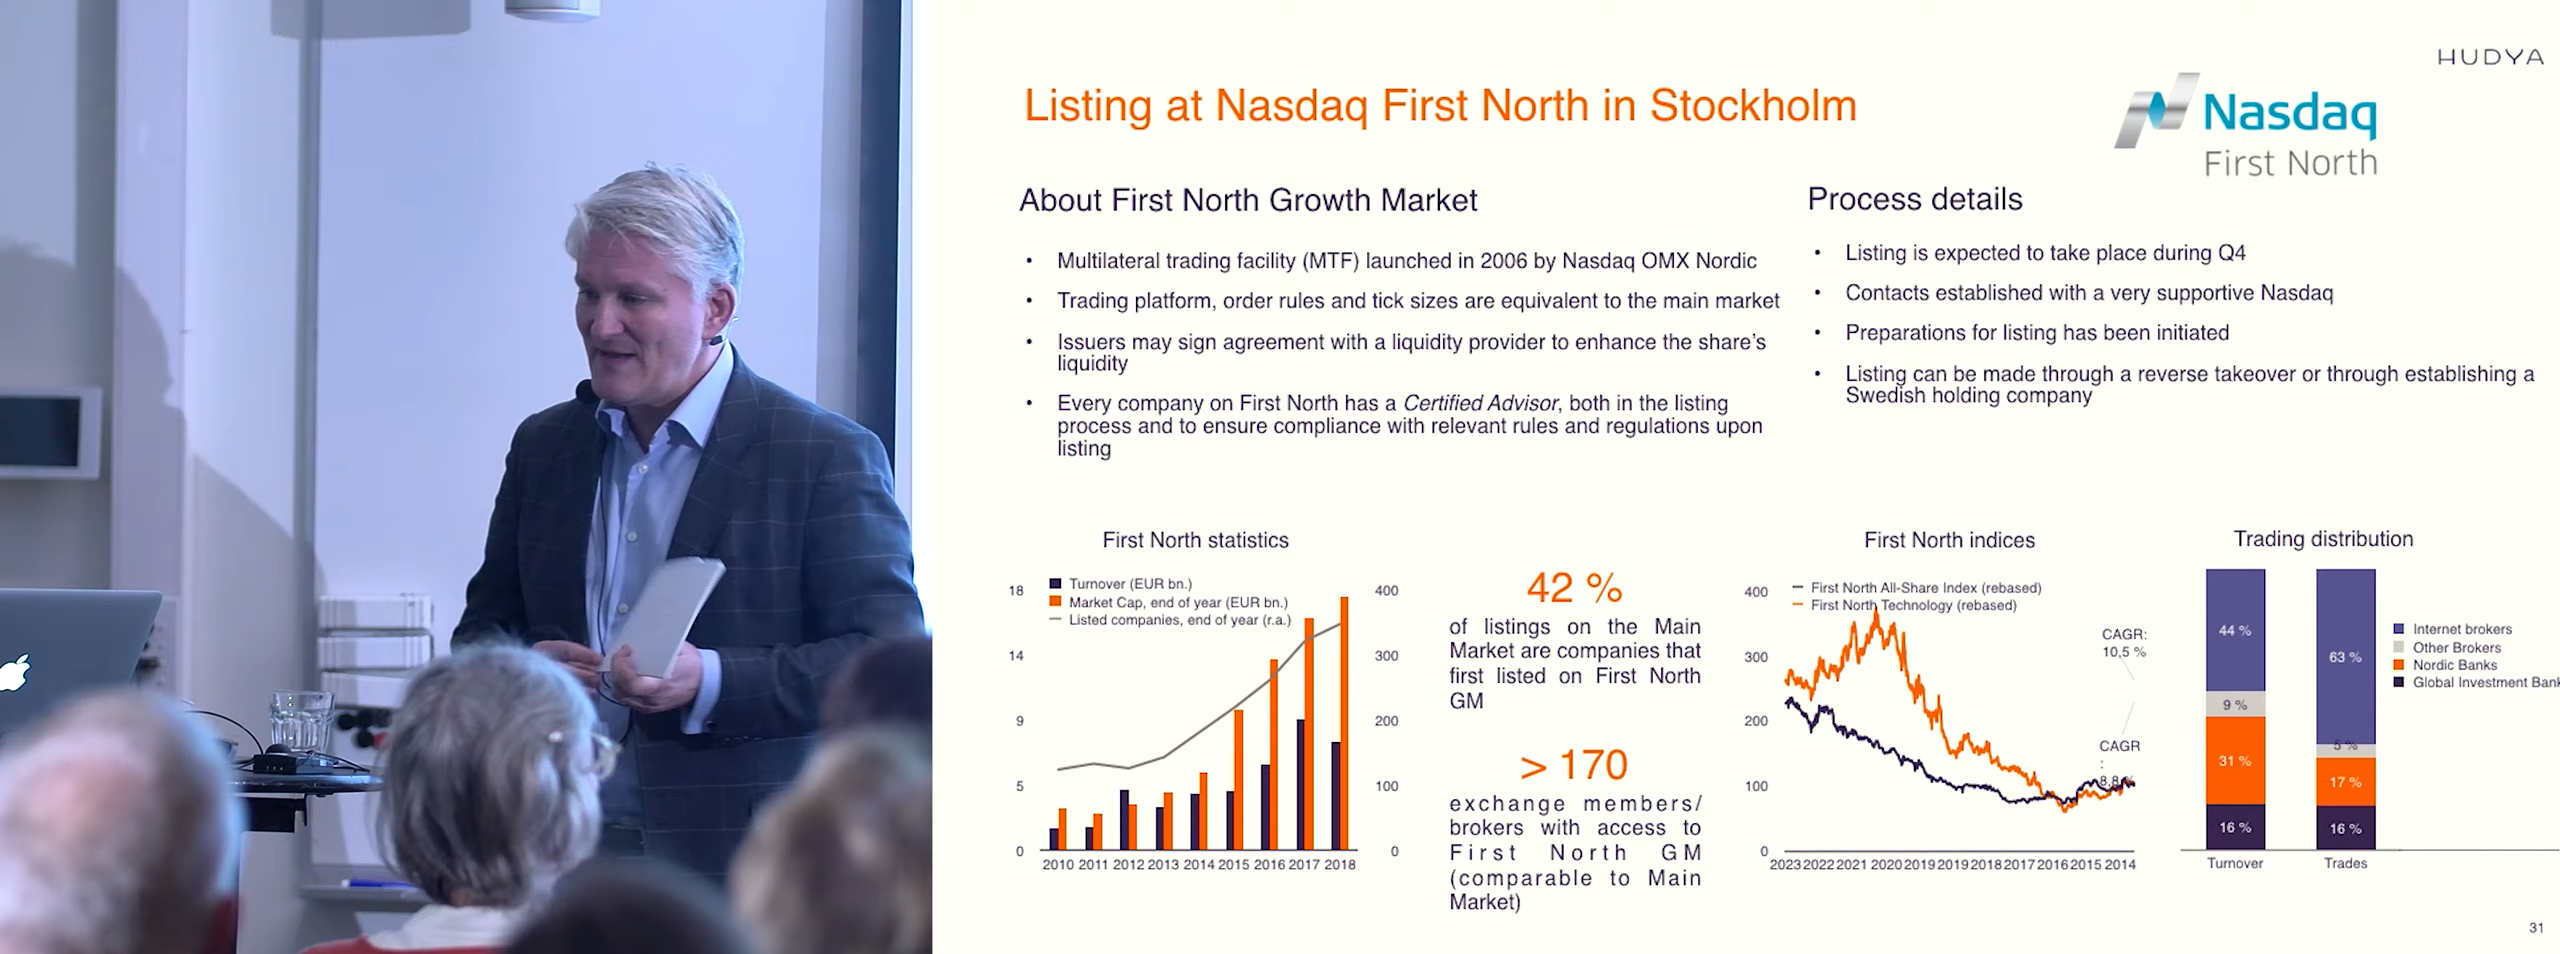 HUDYA
Listing at Nasdaq First North in Stockholm
Nasdaq
First North
About First North Growth Market
• Multilateral trading facility (MTF) launched in 2006 by Nasdaq OMX Nordic
• Trading platform, order rules and tick sizes are equivalent to the main market
• Issuers may sign agreement with a liquidity provider to enhance the share's
liquidity
• Every company on First North has a Certified Advisor, both in the listing
process and to ensure compliance with relevant rules and regulations upon
listing
Process details
• Listing is expected to take place during Q4
• Contacts established with a very supportive Nasdaq
• Preparations for listing has been initiated
• Listing can be made through a reverse takeover or through establishing a
Swedish holding company
First North statistics
Turnover (EUR bn.)
Market Cap, end of year (EUR bn.)
Listed companies, end of year (r.a.)
18
14
9
5
0
400
300
200
100
0
2010 2011 2012 2013 2014 2015 2016 2017 2018
42 %
of listings on the Main
Market are companies that
first listed on First North
GM
> 170
exchange members/
brokers with access to
First North GM
(comparable to Main
Market)
First North indices
First North All-Share Index (rebased)
First North Technology (rebased)
400
300
200
100
0
CAGR:
10,5 %
CAGR
:
8,8 %
2023 2022 2021 2020 2019 2019 2018 2017 2016 2015 2014
Trading distribution
44 %
9 %
31 %
16 %
63 %
5 %
17 %
16 %
Turnover
Trades
Internet brokers
Other Brokers
Nordic Banks
Global Investment Bank
31